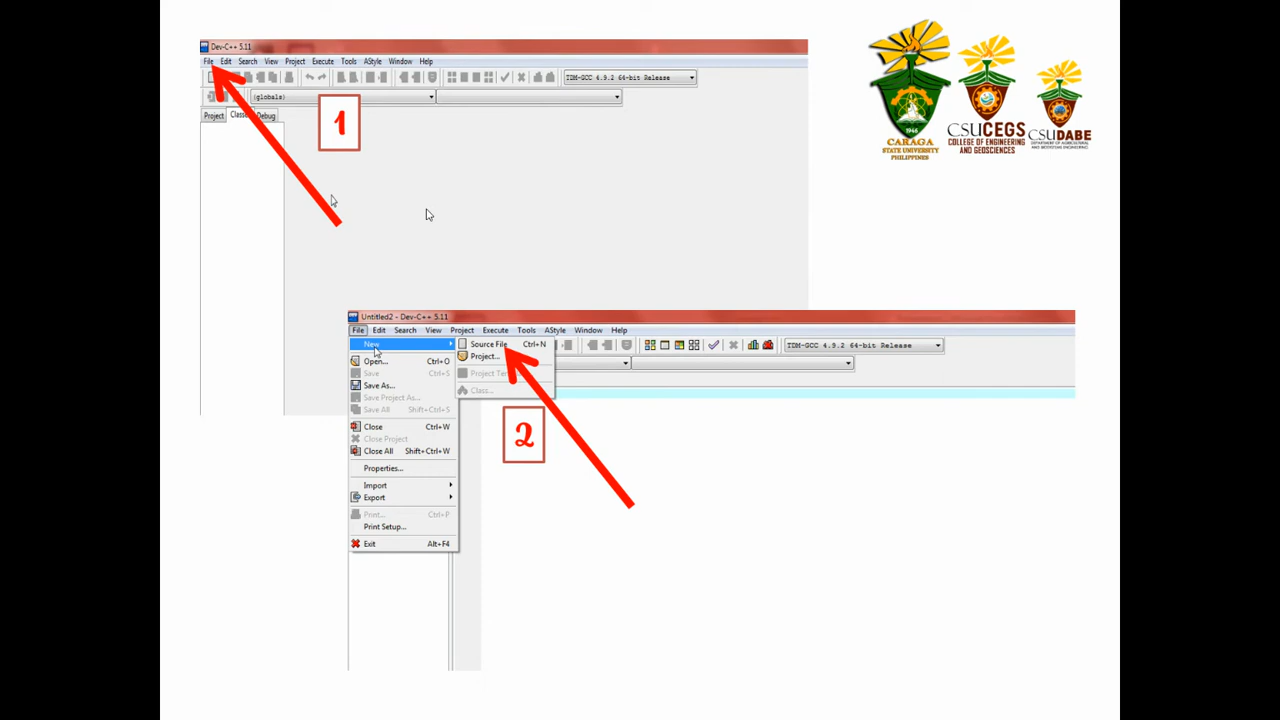 Dev-C++ 5.11
File Edit Search View Project Execute Tools AStyle Window Help
TDM-GCC 4.9.2 64-bit Release
(globals)
Project Debug
1
1946
CARAGA
STATE UNIVERSITY
PHILIPPINES
CSUCEGS
COLLEGE OF ENGINEERING
AND GEOSCIENCES
CSUDABE
Untitled2 - Dev-C++ 5.11
File Edit Search View Project Execute Tools AStyle Window Help
TDM-GCC 4.9.2 64-bit Release
New
Source File Ctrl+N
Project...
Project
Class...
Open... Ctrl+O
Save Ctrl+S
Save As...
Save Project As...
Save All Shift+Ctrl+S
Close Ctrl+W
Close Project
Close All Shift+Ctrl+W
Properties...
Import
Export
Print... Ctrl+P
Print Setup...
Exit Alt+F4
2